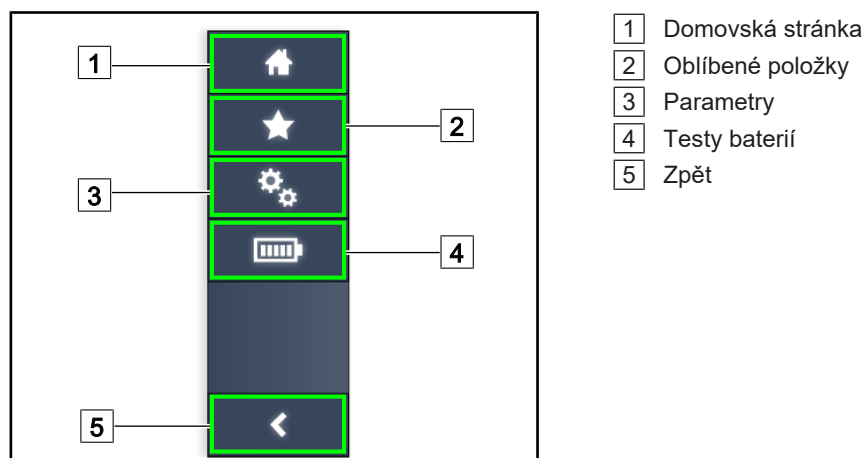 1
2
3
4
5
1 Domovská stránka
2 Oblíbené položky
3 Parametry
4 Testy baterií
5 Zpět